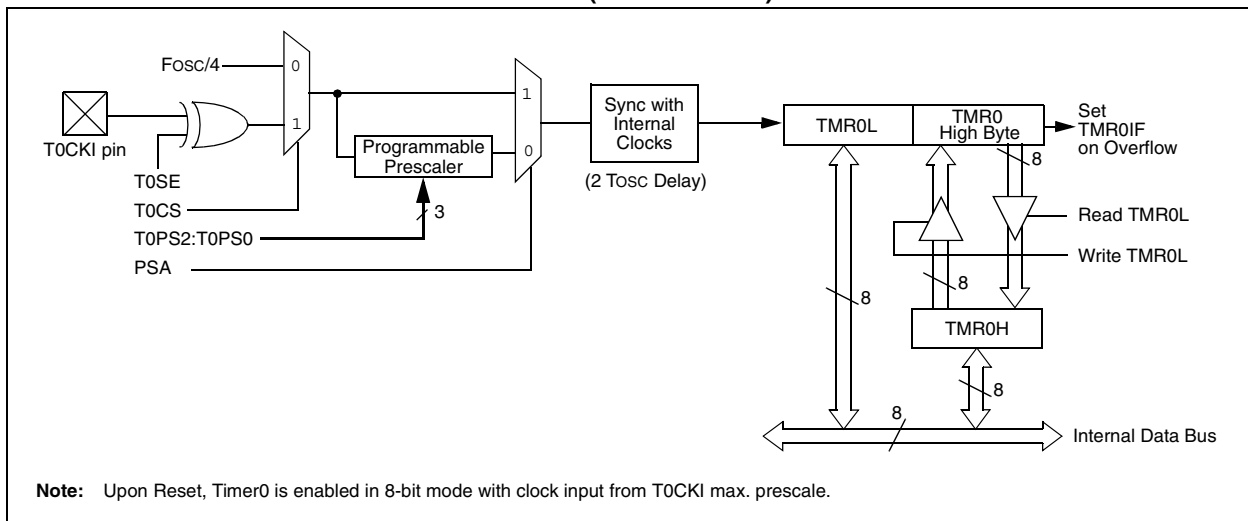 FOSC/4
0
1
T0CKI pin
T0SE
T0CS
T0PS2:T0PS0
PSA
Programmable
Prescaler
3
1
0
Sync with
Internal
Clocks
(2 TOSC Delay)
TMR0L
TMR0
High Byte
Set
TMR0IF
on Overflow
8
Read TMR0L
Write TMR0L
8
8
TMR0H
8
8
Internal Data Bus
Note: Upon Reset, Timer0 is enabled in 8-bit mode with clock input from T0CKI max. prescale.